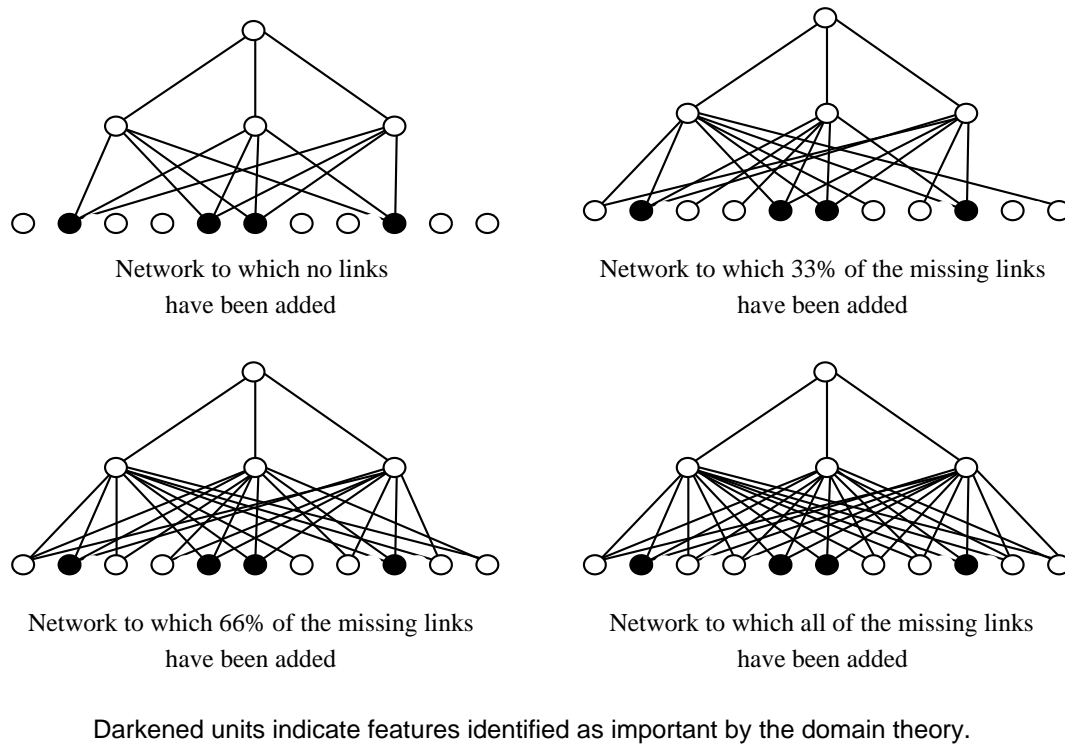 Network to which no links
have been added
Network to which 33% of the missing links
have been added
Network to which 66% of the missing links
have been added
Network to which all of the missing links
have been added
Darkened units indicate features identified as important by the domain theory.